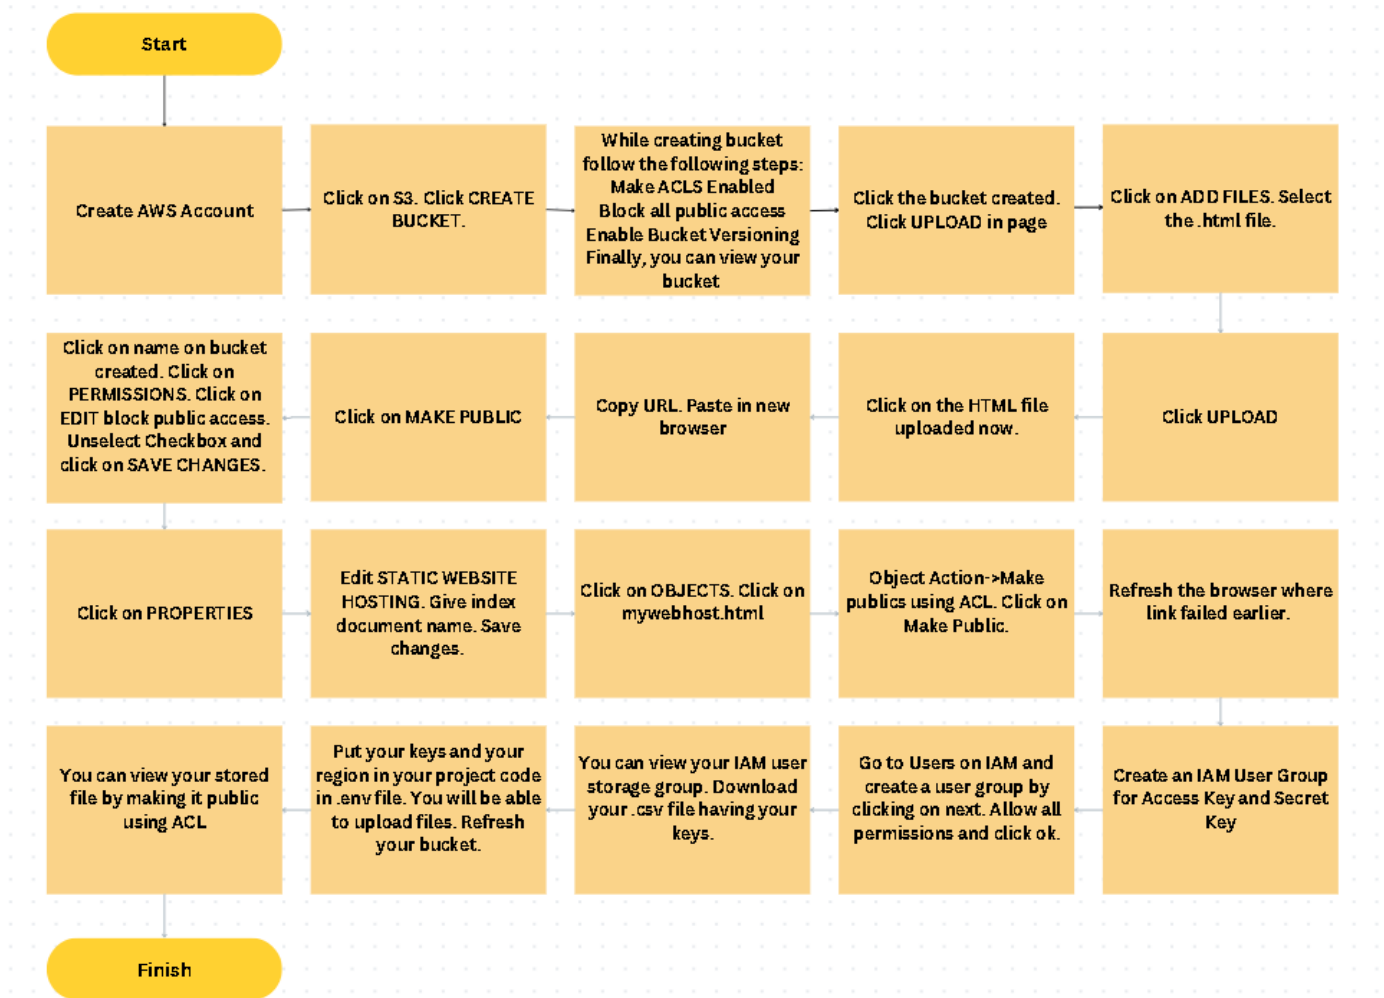 Start
Create AWS Account
Click on S3. Click CREATE
BUCKET.
While creating bucket
follow the following steps:
Make ACLS Enabled
Block all public access
Enable Bucket Versioning
Finally, you can view your
bucket
Click the bucket created.
Click UPLOAD in page
Click on ADD FILES. Select
the .html file.
Click UPLOAD
Click on the HTML file
uploaded now.
Copy URL. Paste in new
browser
Click on MAKE PUBLIC
Click on name on bucket
created. Click on
PERMISSIONS. Click on
EDIT block public access.
Unselect Checkbox and
click on SAVE CHANGES.
Click on PROPERTIES
Edit STATIC WEBSITE
HOSTING. Give index
document name. Save
changes.
Click on OBJECTS. Click on
mywebhost.html
Object Action->Make
publics using ACL. Click on
Make Public.
Refresh the browser where
link failed earlier.
Create an IAM User Group
for Access Key and Secret
Key
Go to Users on IAM and
create a user group by
clicking on next. Allow all
permissions and click ok.
You can view your IAM user
storage group. Download
your .csv file having your
keys.
Put your keys and your
region in your project code
in .env file. You will be able
to upload files. Refresh
your bucket.
You can view your stored
file by making it public
using ACL
Finish